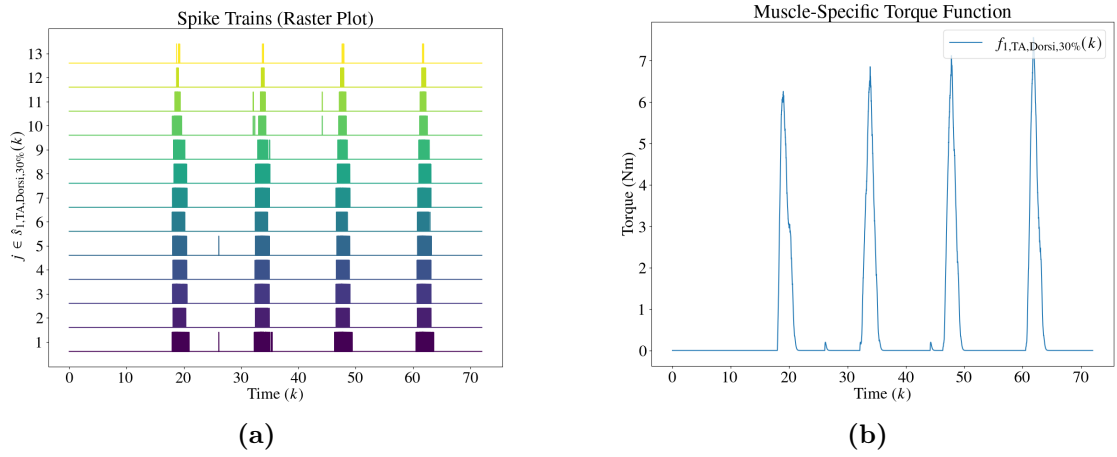 Spike Trains (Raster Plot)
13
12
11
10
9
8
7
6
5
4
3
2
1
j ∈ ŝ1,TA,Dorsi,30%(k)
0 10 20 30 40 50 60 70
Time (k)
(a)
Muscle-Specific Torque Function
f1,TA,Dorsi,30%(k)
7
6
5
4
3
2
1
0
Torque (Nm)
0 10 20 30 40 50 60 70
Time (k)
(b)